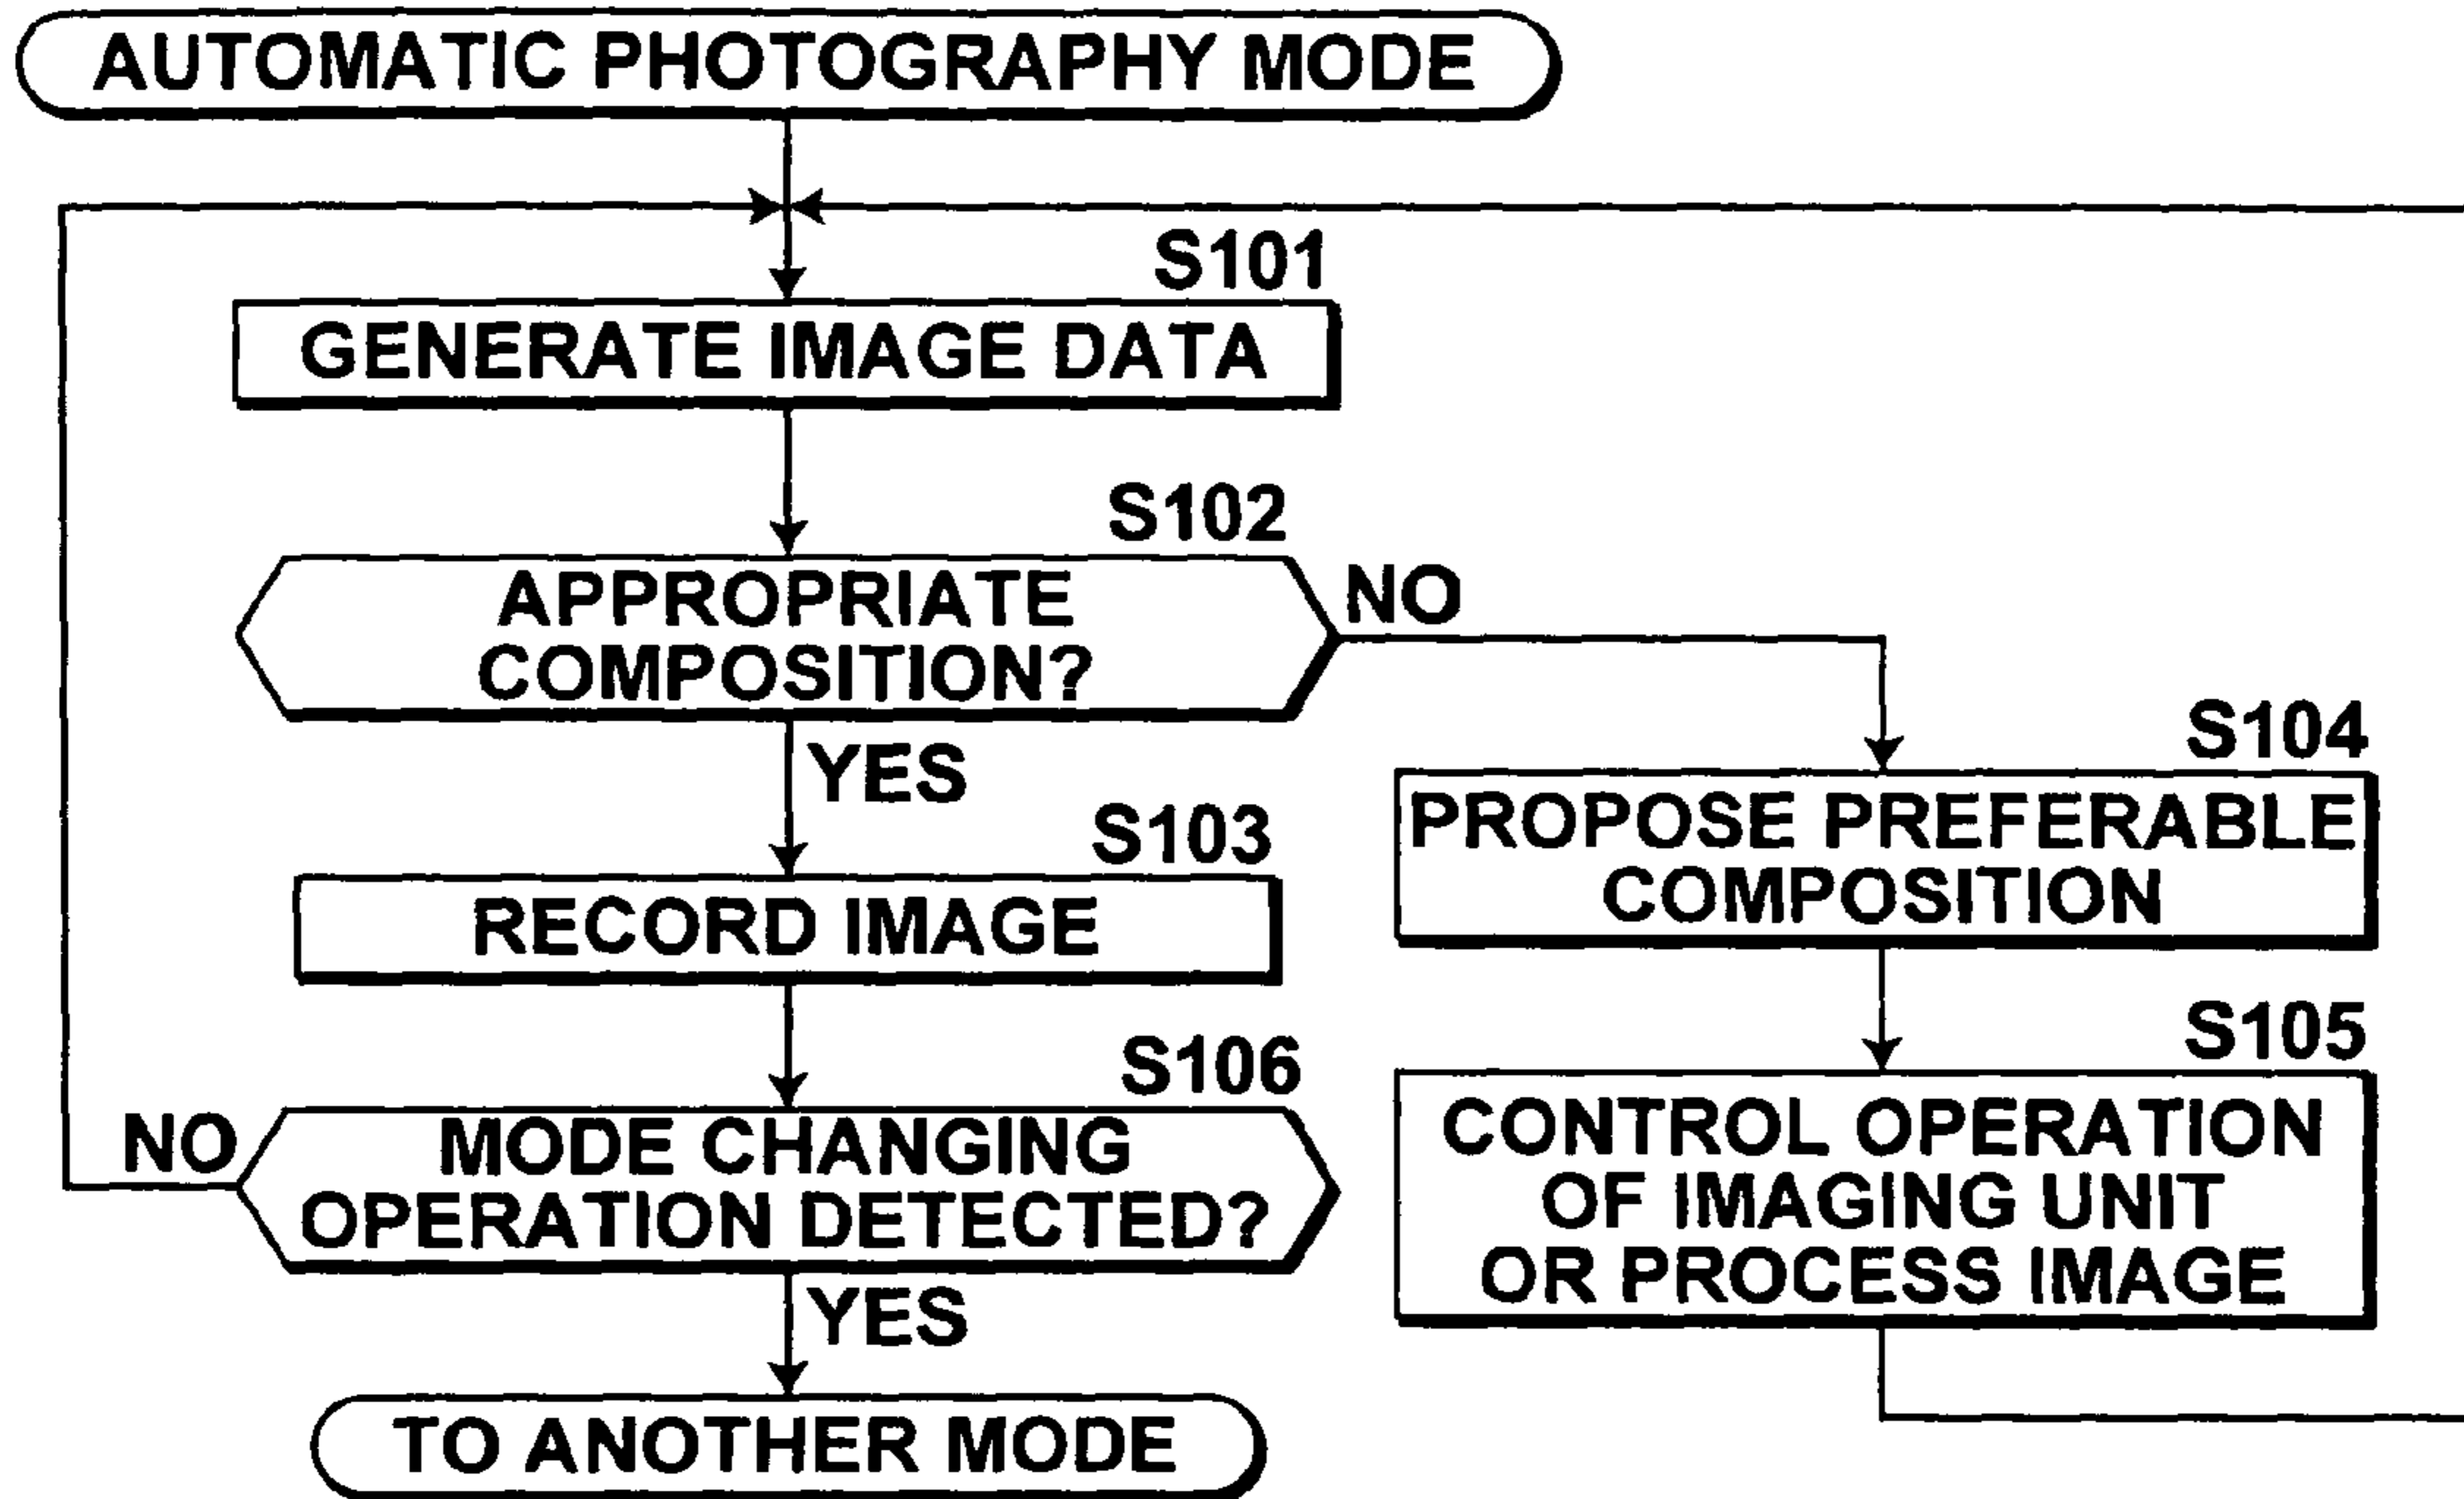 AUTOMATIC PHOTOGRAPHY MODE
S101
GENERATE IMAGE DATA
S102
APPROPRIATE
COMPOSITION?
NO
YES
S103
RECORD IMAGE
S104
PROPOSE PREFERABLE
COMPOSITION
S105
CONTROL OPERATION
OF IMAGING UNIT
OR PROCESS IMAGE
S106
MODE CHANGING
OPERATION DETECTED?
NO
YES
TO ANOTHER MODE